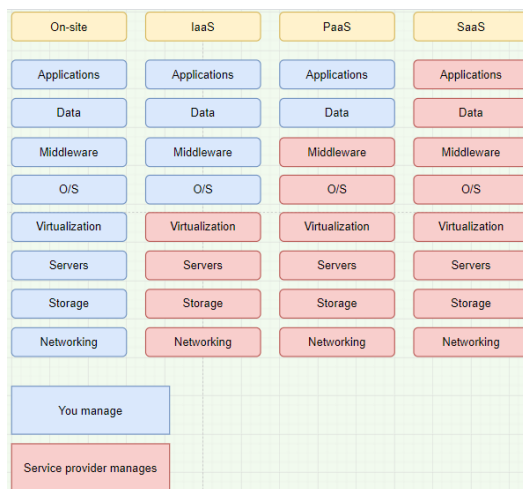 On-site IaaS PaaS SaaS
Applications Applications Applications Applications
Data Data Data Data
Middleware Middleware Middleware Middleware
O/S O/S O/S O/S
Virtualization Virtualization Virtualization Virtualization
Servers Servers Servers Servers
Storage Storage Storage Storage
Networking Networking Networking Networking
You manage
Service provider manages